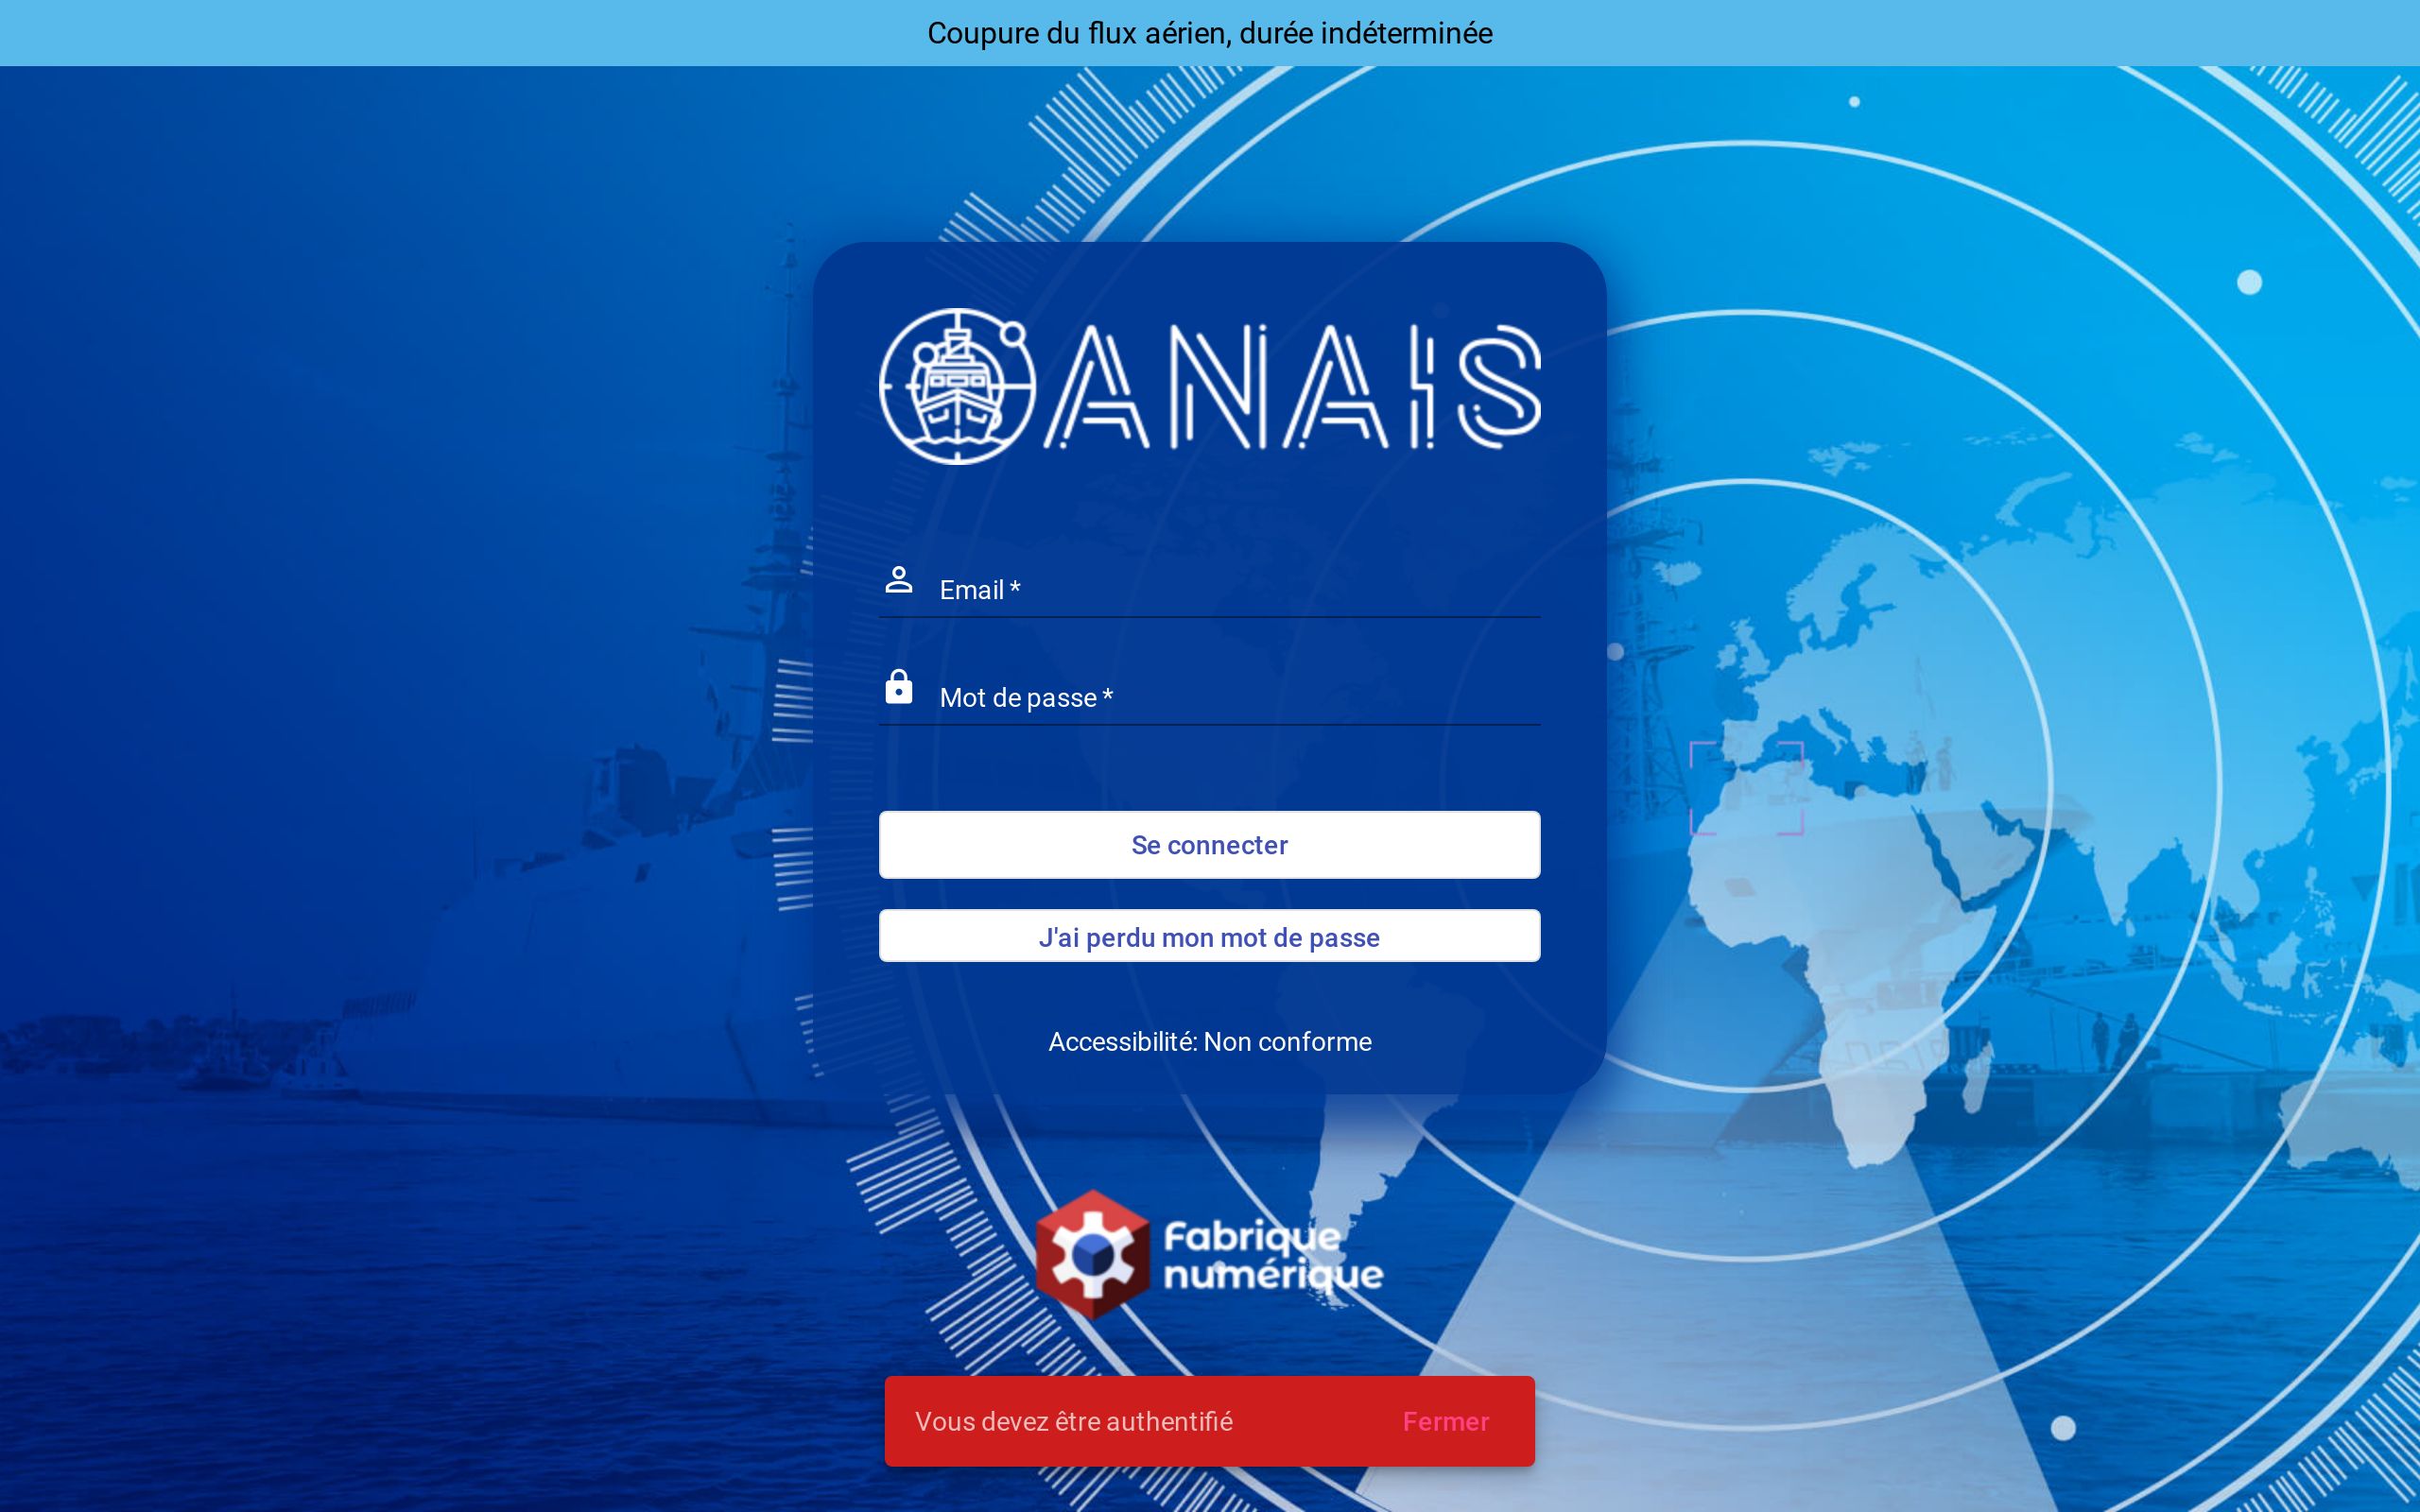 Coupure du flux aérien, durée indéterminée
ANAIS
Email *
Mot de passe *
Se connecter
J'ai perdu mon mot de passe
Accessibilité: Non conforme
Fabrique
numérique
Vous devez être authentifié
Fermer